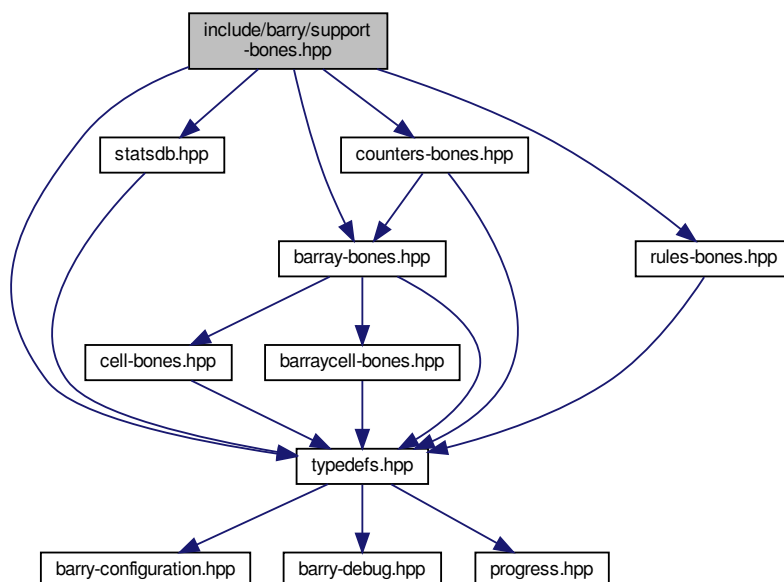 include/barry/support
-bones.hpp
statsdb.hpp
counters-bones.hpp
barray-bones.hpp
rules-bones.hpp
cell-bones.hpp
barraycell-bones.hpp
typedefs.hpp
barry-configuration.hpp
barry-debug.hpp
progress.hpp